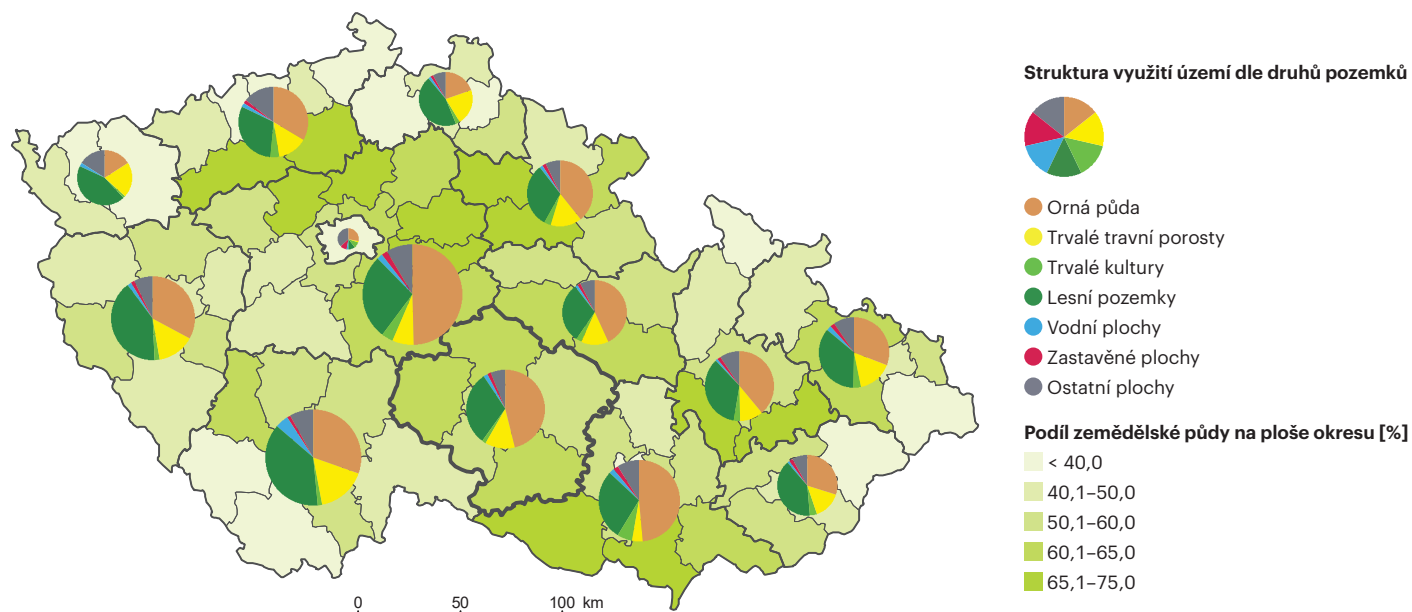 Struktura využití území dle druhů pozemků
Orná půda
Trvalé travní porosty
Trvalé kultury
Lesní pozemky
Vodní plochy
Zastavěné plochy
Ostatní plochy
Podíl zemědělské půdy na ploše okresu [%]
< 40,0
40,1–50,0
50,1–60,0
60,1–65,0
65,1–75,0
0 50 100 km